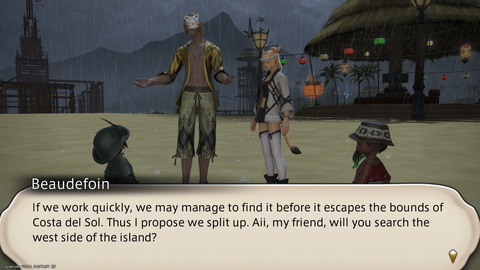 Beaudefoin
If we work quickly, we may manage to find it before it escapes the bounds of
Costa del Sol. Thus I propose we split up. Aii, my friend, will you search the
west side of the island?